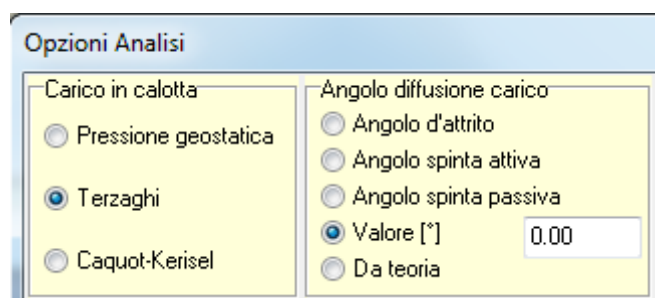 Opzioni Analisi
Carico in calotta
Pressione geostatica
Terzaghi
Caquot-Kerisel
Angolo diffusione carico
Angolo d'attrito
Angolo spinta attiva
Angolo spinta passiva
Valore [°] 0.00
Da teoria